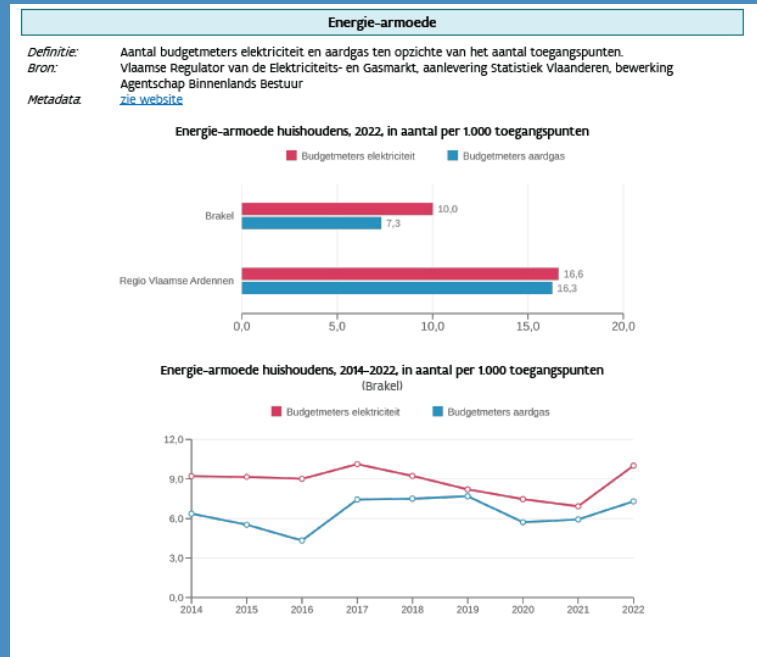 Energie-armoede
Definitie: Aantal budgetmeters elektriciteit en aardgas ten opzichte van het aantal toegangspunten.
Bron: Vlaamse Regulator van de Elektriciteits- en Gasmarkt, aanlevering Statistiek Vlaanderen, bewerking
Agentschap Binnenlands Bestuur
Metadata: zie website
Energie-armoede huishoudens, 2022, in aantal per 1.000 toegangspunten
Budgetmeters elektriciteit Budgetmeters aardgas
Brakel 10,0
7,3
Regio Vlaamse Ardennen 16,6
16,3
0,0 5,0 10,0 15,0 20,0
Energie-armoede huishoudens, 2014-2022, in aantal per 1.000 toegangspunten
(Brakel)
Budgetmeters elektriciteit Budgetmeters aardgas
12,0
9,0
6,0
3,0
0,0
2014 2015 2016 2017 2018 2019 2020 2021 2022